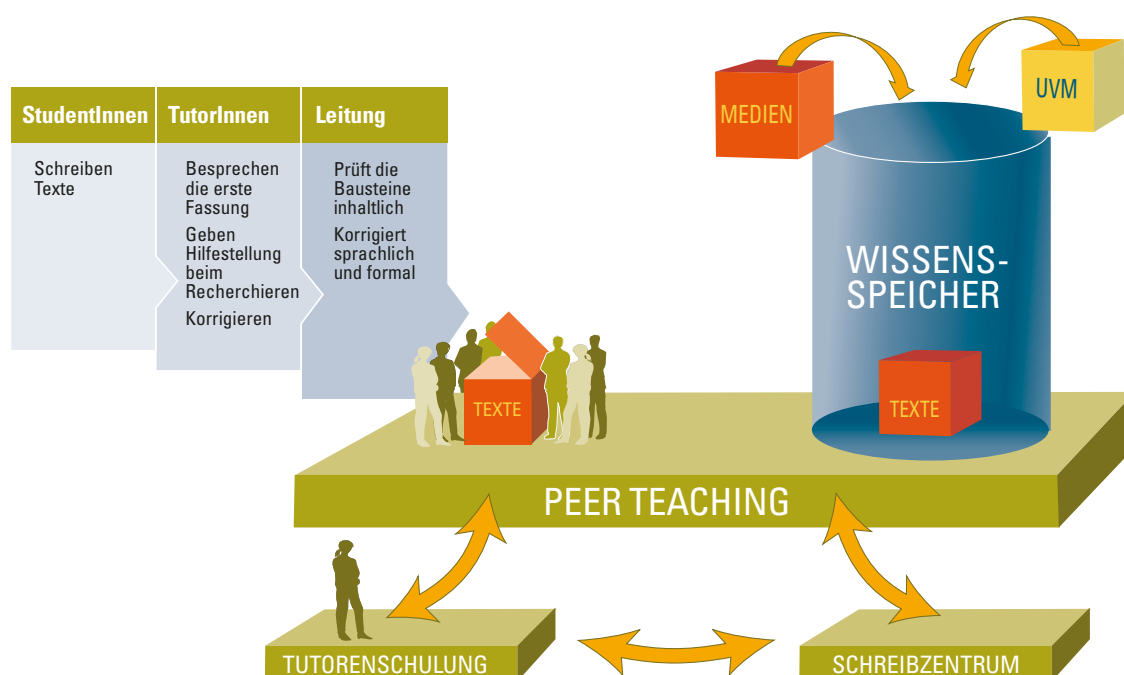 StudentInnen
Schreiben
Texte
TutorInnen
Besprechen
die erste
Fassung
Geben
Hilfestellung
beim
Recherchieren
Korrigieren
Leitung
Prüft die
Bausteine
inhaltlich
Korrigiert
sprachlich
und formal
MEDIEN
UVM
WISSENS-
SPEICHER
TEXTE
TEXTE
PEER TEACHING
TUTORENSCHULUNG
SCHREIBZENTRUM